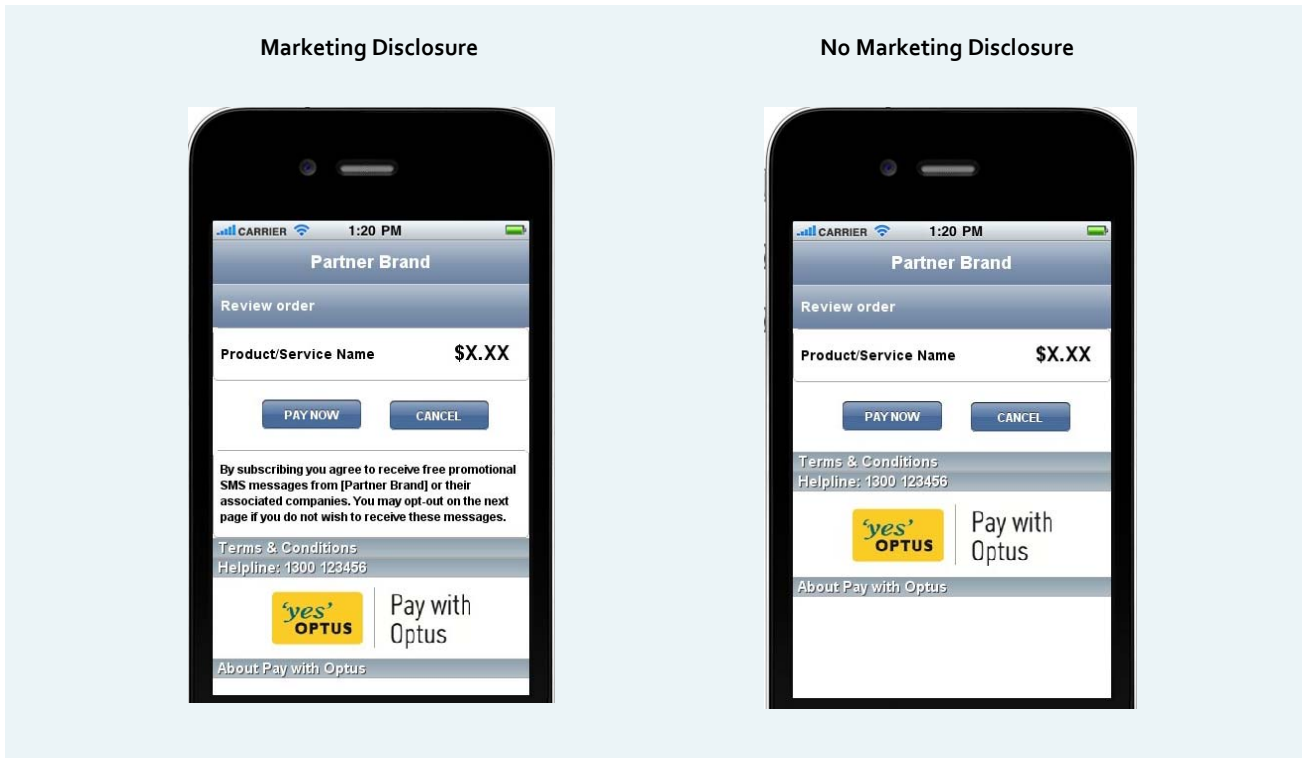 Marketing Disclosure
CARRIER 1:20 PM
Partner Brand
Review order
Product/Service Name $X.XX
PAY NOW CANCEL
By subscribing you agree to receive free promotional
SMS messages from [Partner Brand] or their
associated companies. You may opt-out on the next
page if you do not wish to receive these messages.
Terms & Conditions
Helpline: 1300 123456
'yes'
OPTUS
Pay with
Optus
About Pay with Optus
No Marketing Disclosure
CARRIER 1:20 PM
Partner Brand
Review order
Product/Service Name $X.XX
PAY NOW CANCEL
Terms & Conditions
Helpline: 1300 123456
'yes'
OPTUS
Pay with
Optus
About Pay with Optus